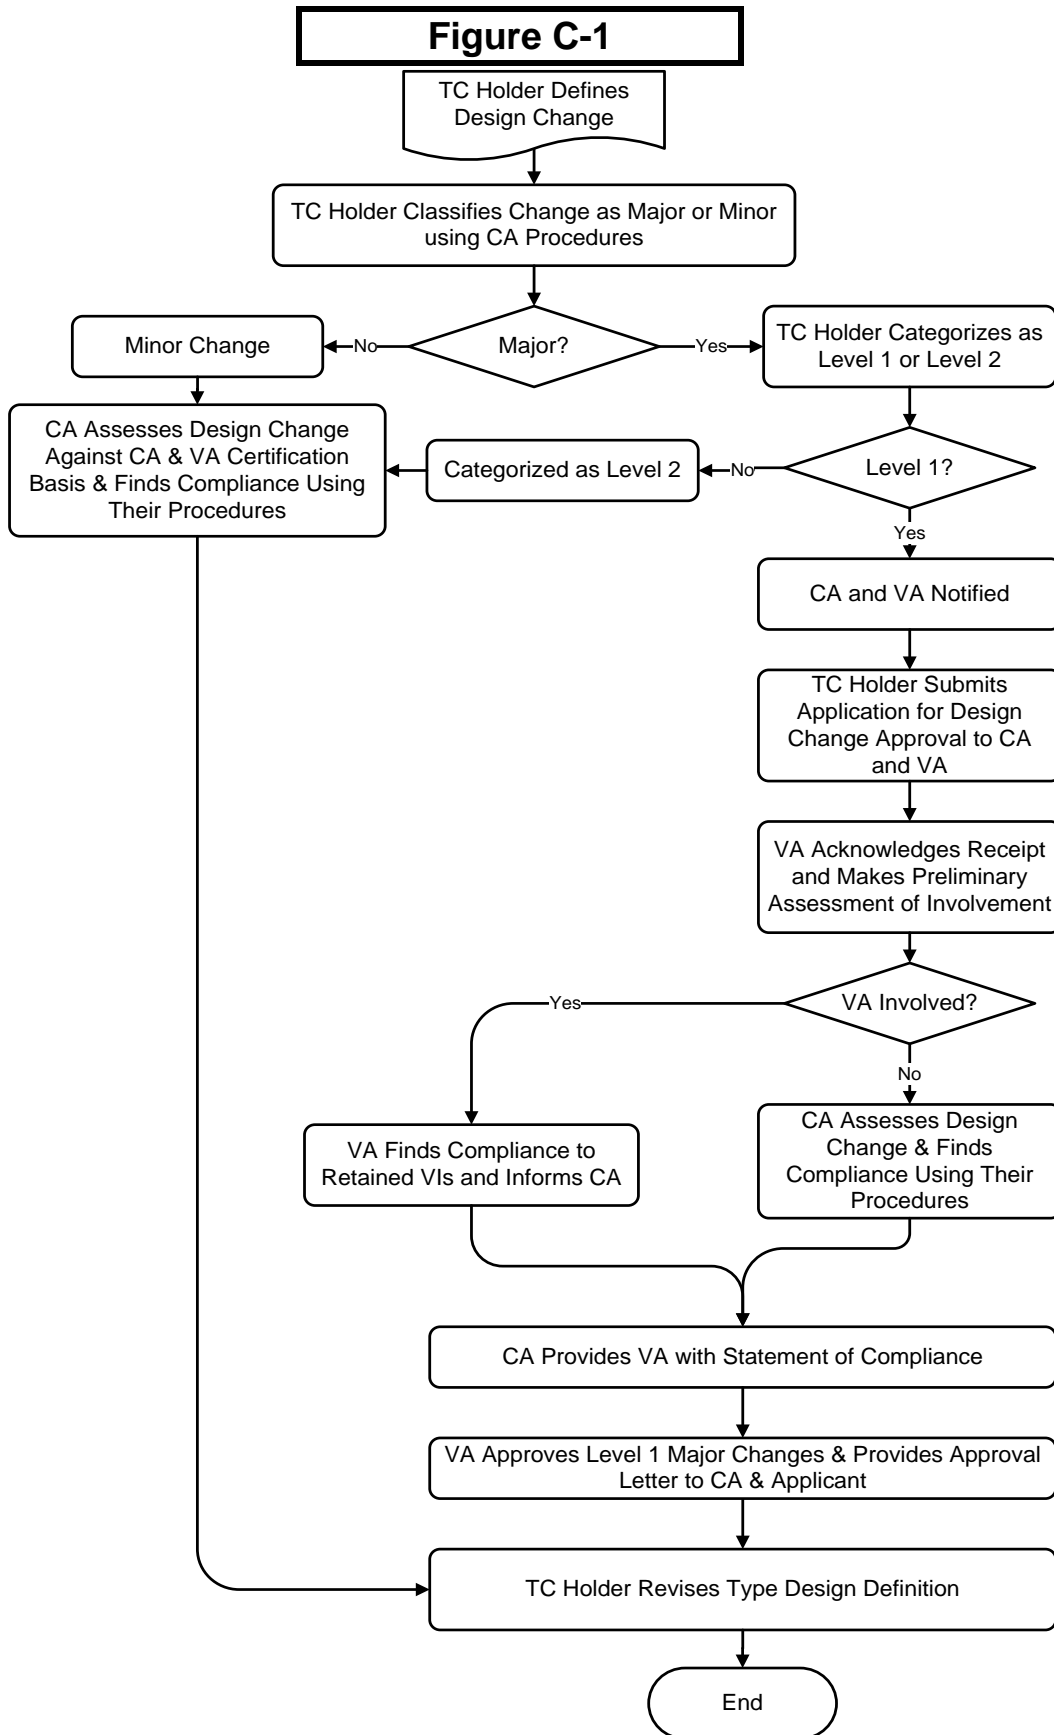 Figure C-1
TC Holder Defines
Design Change
TC Holder Classifies Change as Major or Minor
using CA Procedures
Minor Change
No
Major?
Yes
TC Holder Categorizes as
Level 1 or Level 2
CA Assesses Design Change
Against CA & VA Certification
Basis & Finds Compliance Using
Their Procedures
Categorized as Level 2
No
Level 1?
Yes
CA and VA Notified
TC Holder Submits
Application for Design
Change Approval to CA
and VA
VA Acknowledges Receipt
and Makes Preliminary
Assessment of Involvement
Yes
VA Involved?
No
VA Finds Compliance to
Retained VIs and Informs CA
CA Assesses Design
Change & Finds
Compliance Using Their
Procedures
CA Provides VA with Statement of Compliance
VA Approves Level 1 Major Changes & Provides Approval
Letter to CA & Applicant
TC Holder Revises Type Design Definition
End